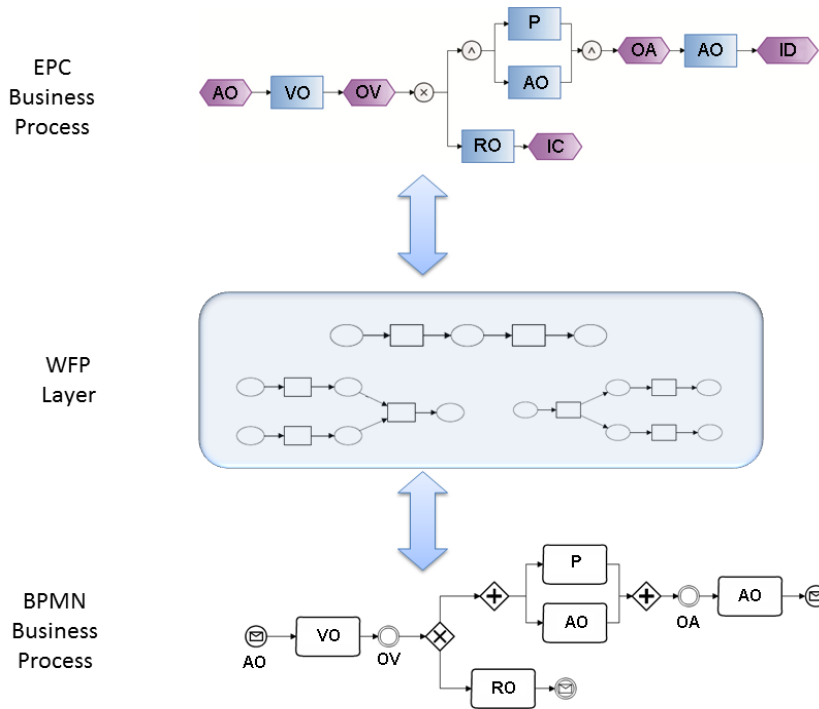 EPC
Business
Process
AO
VO
OV
P
AO
OA
AO
ID
RO
IC
WFP
Layer
BPMN
Business
Process
AO
VO
OV
P
AO
OA
AO
RO